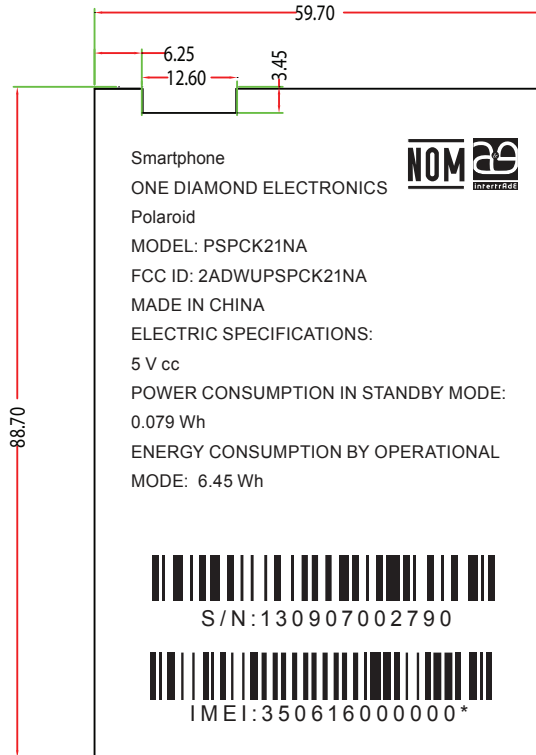 59.70
6.25
12.60
3.45
88.70
NOM
intertrAdE
Smartphone
ONE DIAMOND ELECTRONICS
Polaroid
MODEL: PSPCK21NA
FCC ID: 2ADWUPSPCK21NA
MADE IN CHINA
ELECTRIC SPECIFICATIONS:
5 V cc
POWER CONSUMPTION IN STANDBY MODE:
0.079 Wh
ENERGY CONSUMPTION BY OPERATIONAL
MODE: 6.45 Wh
S/N:130907002790
IMEI:350616000000*